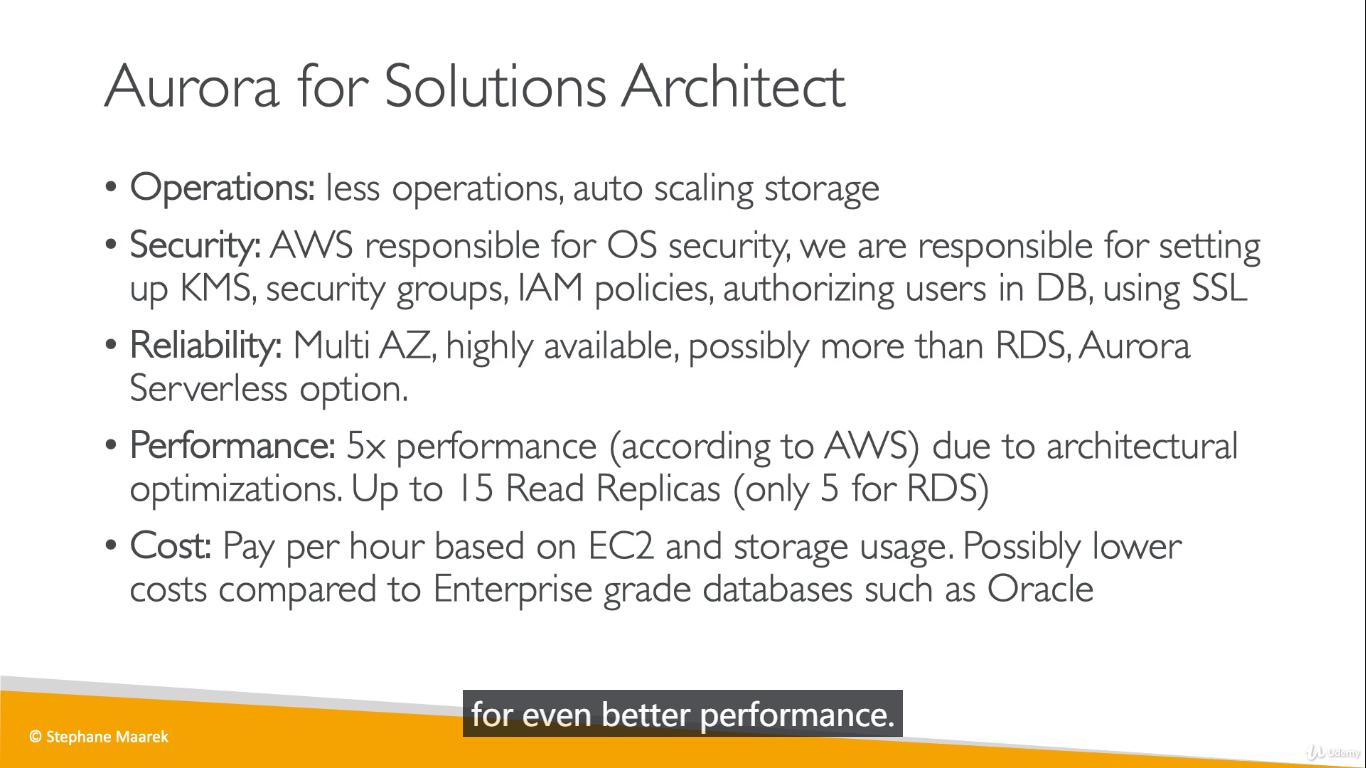 Aurora for Solutions Architect
• Operations: less operations, auto scaling storage
• Security: AWS responsible for OS security, we are responsible for setting
up KMS, security groups, IAM policies, authorizing users in DB, using SSL
• Reliability: Multi AZ, highly available, possibly more than RDS, Aurora
Serverless option.
• Performance: 5x performance (according to AWS) due to architectural
optimizations. Up to 15 Read Replicas (only 5 for RDS)
• Cost: Pay per hour based on EC2 and storage usage. Possibly lower
costs compared to Enterprise grade databases such as Oracle
for even better performance.
© Stephane Maarek
Udemy